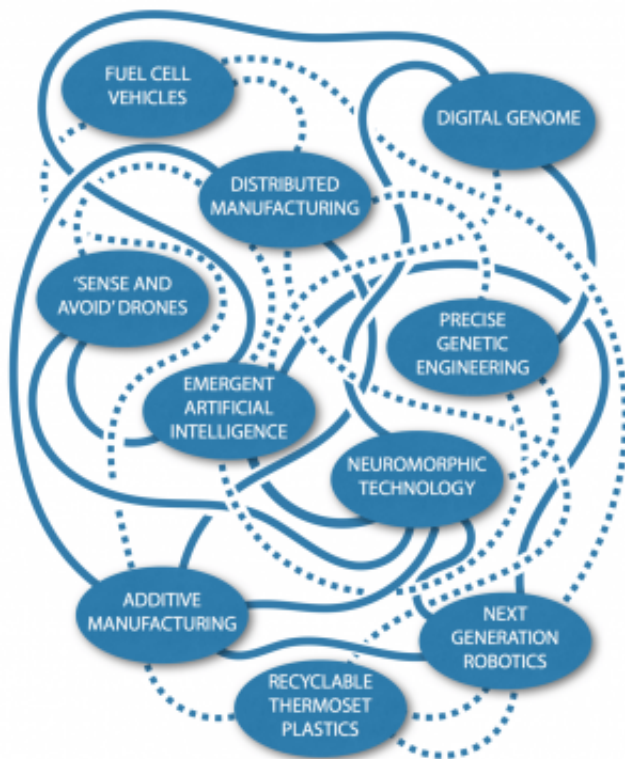 FUEL CELL
VEHICLES
DIGITAL GENOME
DISTRIBUTED
MANUFACTURING
‘SENSE AND
AVOID’ DRONES
PRECISE
GENETIC
ENGINEERING
EMERGENT
ARTIFICIAL
INTELLIGENCE
NEUROMORPHIC
TECHNOLOGY
ADDITIVE
MANUFACTURING
NEXT
GENERATION
ROBOTICS
RECYCLABLE
THERMOSET
PLASTICS